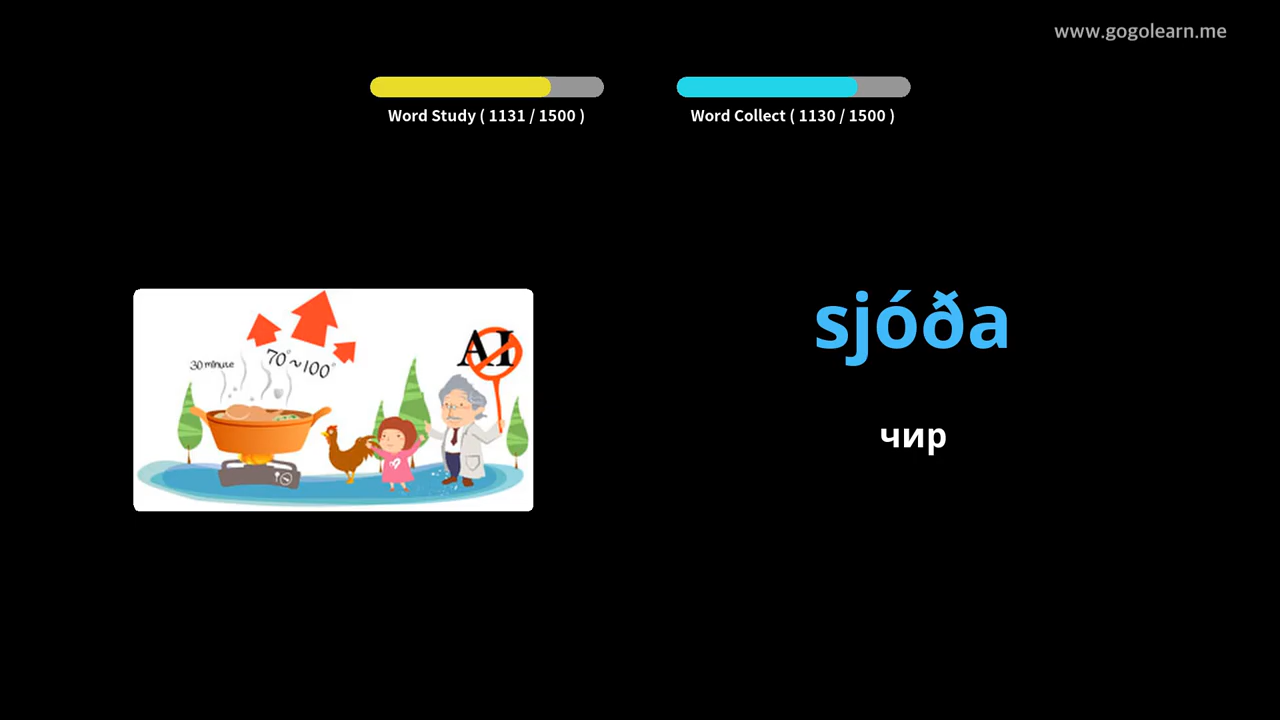 www.gogolearn.me
Word Study ( 1131 / 1500 )
Word Collect ( 1130 / 1500 )
30 minute
70°~100°
AI
sjóða
чир